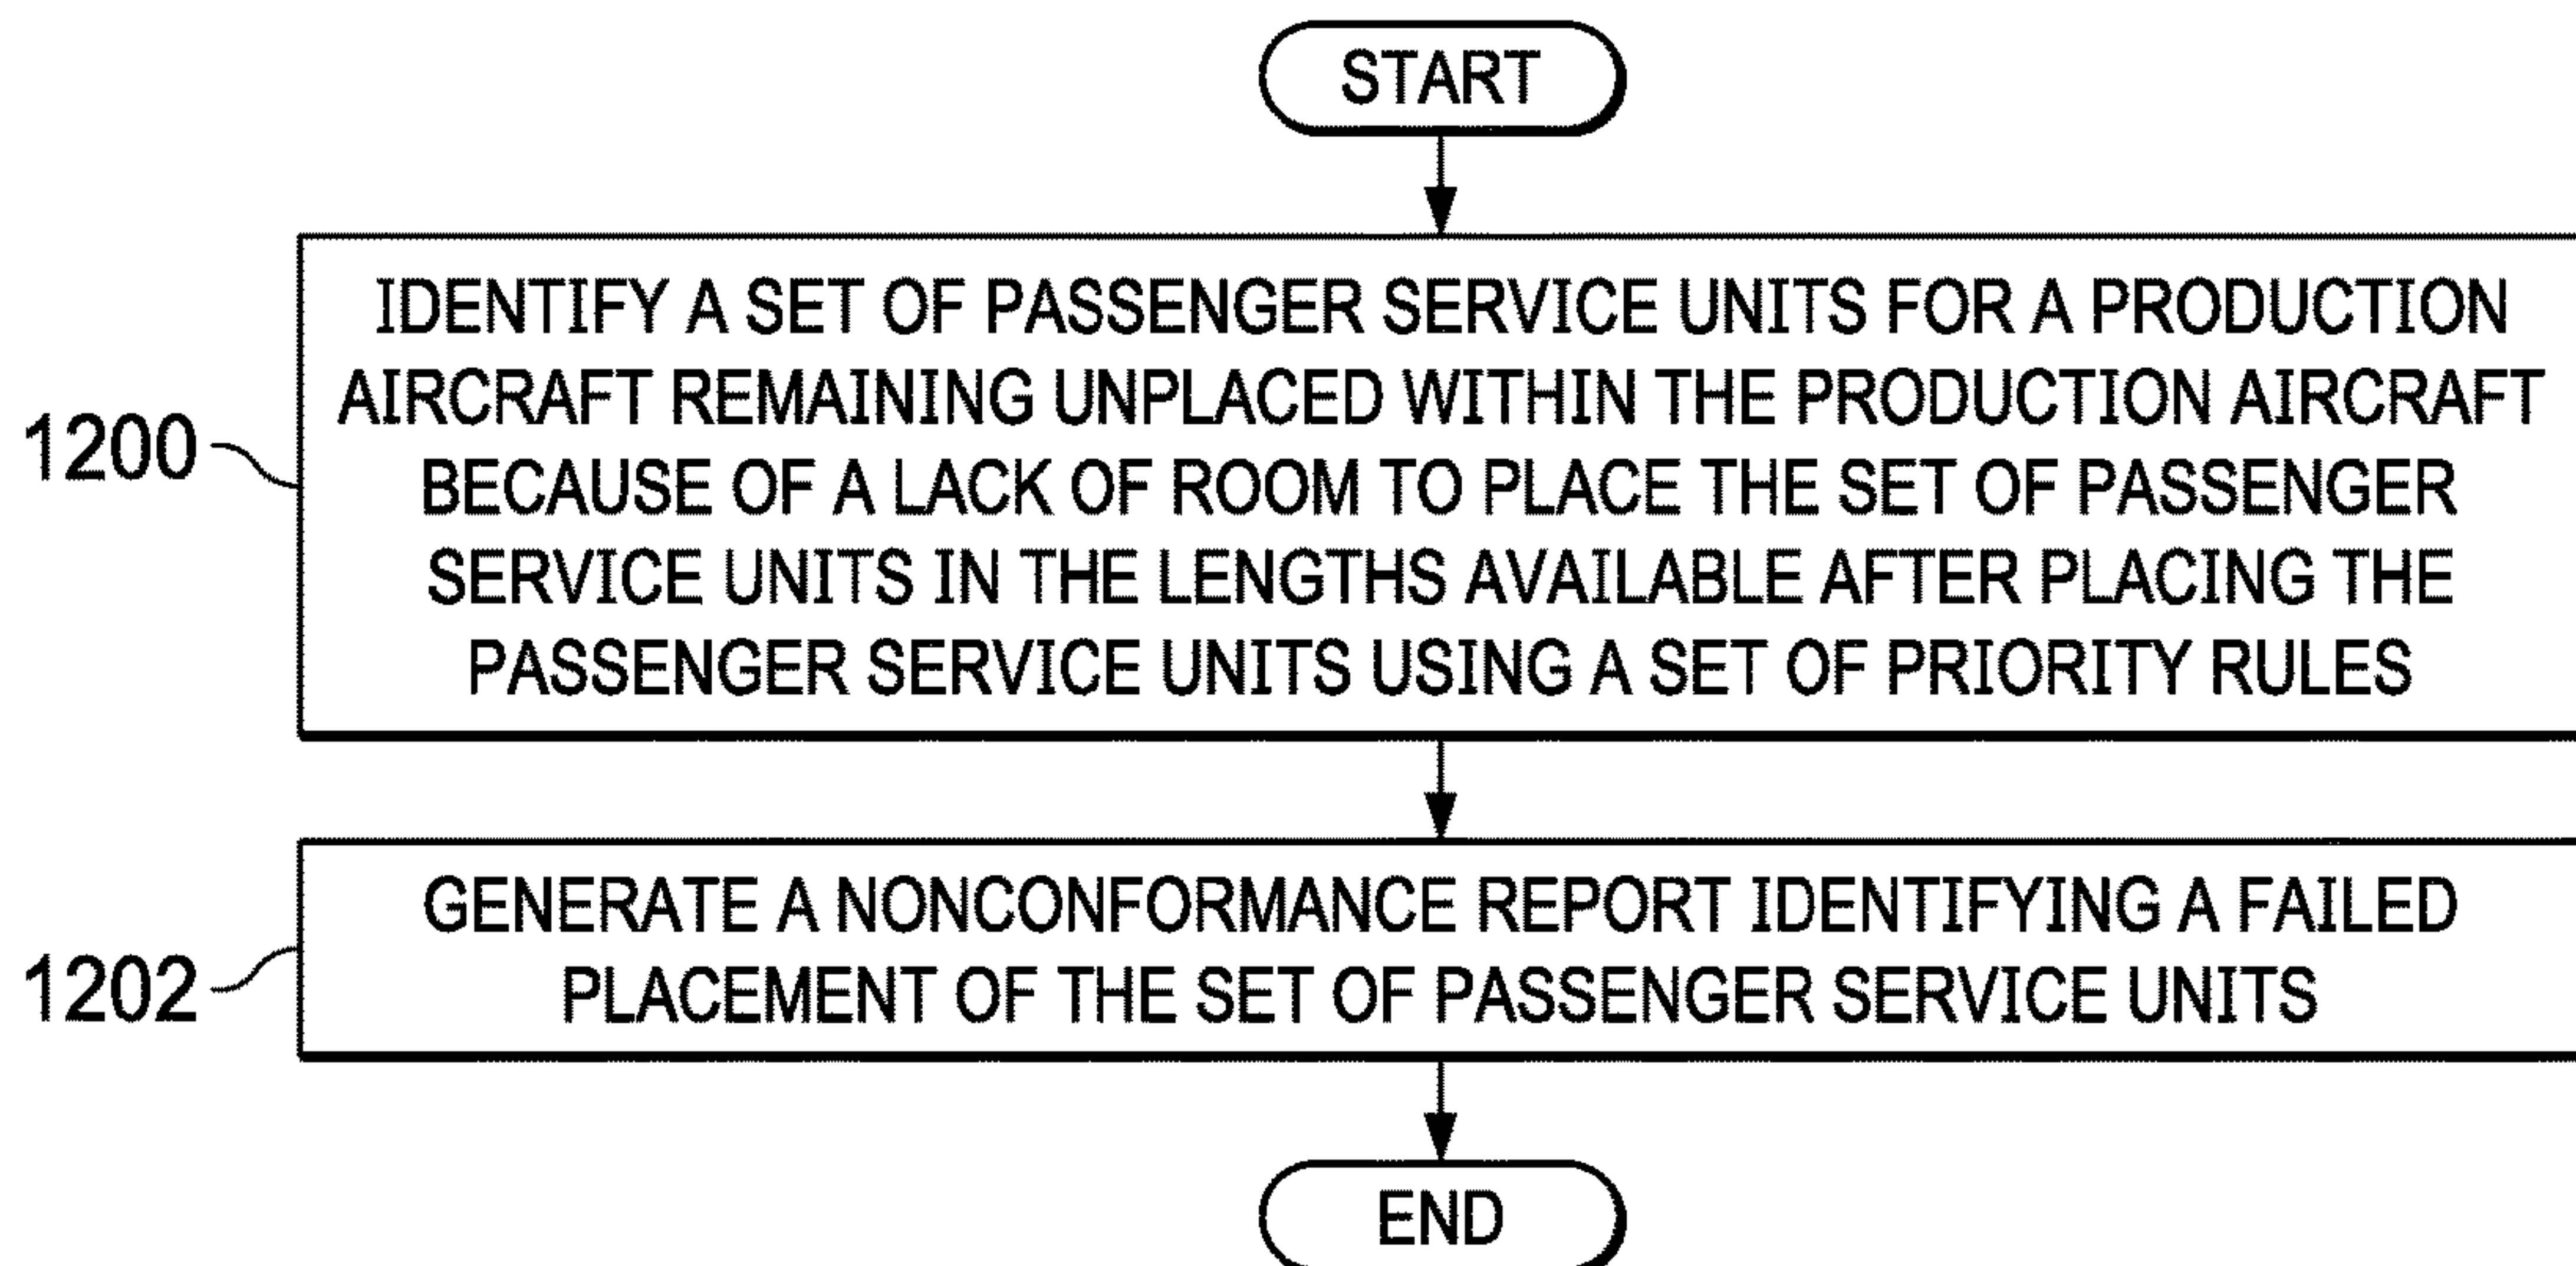 START
IDENTIFY A SET OF PASSENGER SERVICE UNITS FOR A PRODUCTION
AIRCRAFT REMAINING UNPLACED WITHIN THE PRODUCTION AIRCRAFT
1200
BECAUSE OF A LACK OF ROOM TO PLACE THE SET OF PASSENGER
SERVICE UNITS IN THE LENGTHS AVAILABLE AFTER PLACING THE
PASSENGER SERVICE UNITS USING A SET OF PRIORITY RULES
GENERATE A NONCONFORMANCE REPORT IDENTIFYING A FAILED
1202
PLACEMENT OF THE SET OF PASSENGER SERVICE UNITS
END